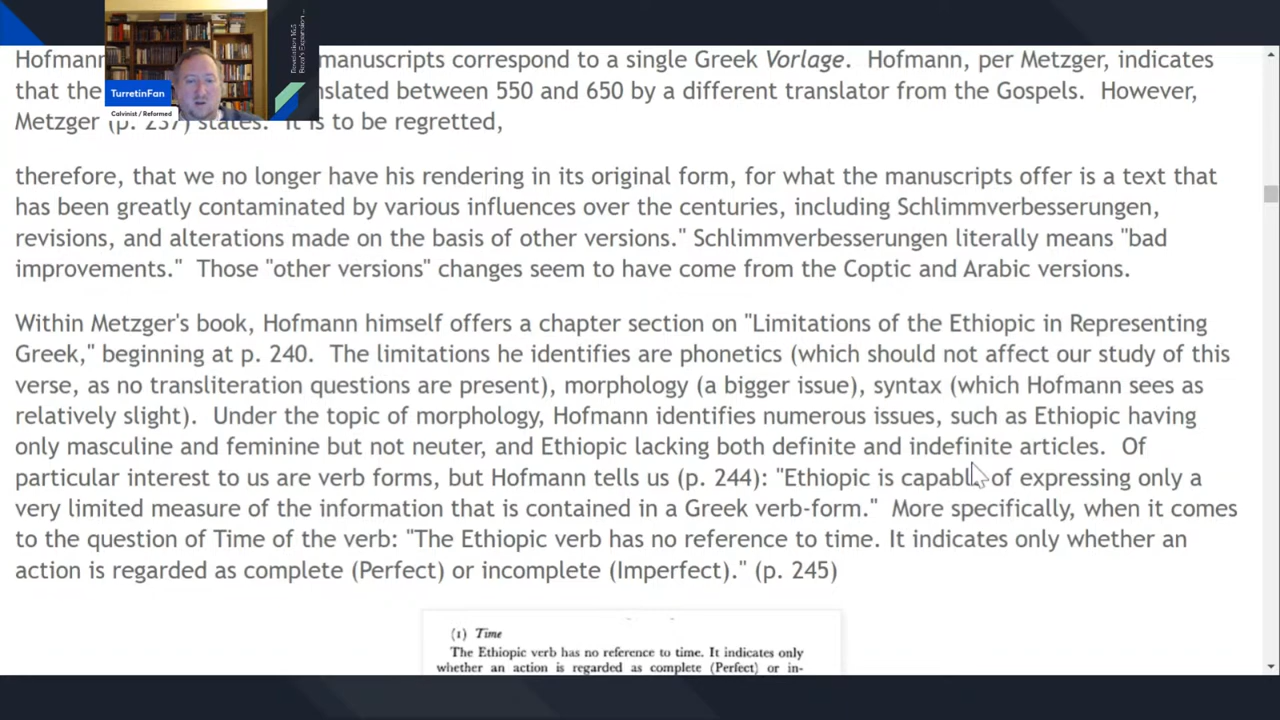 Revelation 16:5
Beza's Expansion
TurretinFan
Calvinist / Reformed
Hofmann manuscripts correspond to a single Greek Vorlage. Hofmann, per Metzger, indicates
that the nslated between 550 and 650 by a different translator from the Gospels. However,
Metzger (p. 237) states: "It is to be regretted,
therefore, that we no longer have his rendering in its original form, for what the manuscripts offer is a text that
has been greatly contaminated by various influences over the centuries, including Schlimmverbesserungen,
revisions, and alterations made on the basis of other versions." Schlimmverbesserungen literally means "bad
improvements." Those "other versions" changes seem to have come from the Coptic and Arabic versions.
Within Metzger's book, Hofmann himself offers a chapter section on "Limitations of the Ethiopic in Representing
Greek," beginning at p. 240. The limitations he identifies are phonetics (which should not affect our study of this
verse, as no transliteration questions are present), morphology (a bigger issue), syntax (which Hofmann sees as
relatively slight). Under the topic of morphology, Hofmann identifies numerous issues, such as Ethiopic having
only masculine and feminine but not neuter, and Ethiopic lacking both definite and indefinite articles. Of
particular interest to us are verb forms, but Hofmann tells us (p. 244): "Ethiopic is capable of expressing only a
very limited measure of the information that is contained in a Greek verb-form." More specifically, when it comes
to the question of Time of the verb: "The Ethiopic verb has no reference to time. It indicates only whether an
action is regarded as complete (Perfect) or incomplete (Imperfect)." (p. 245)
(1) Time
The Ethiopic verb has no reference to time. It indicates only
whether an action is regarded as complete (Perfect) or in-